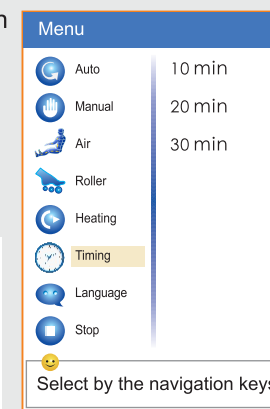 n
Menu
Auto
10 min
Manual
20 min
Air
30 min
Roller
Heating
Timing
Language
Stop
Select by the navigation keys